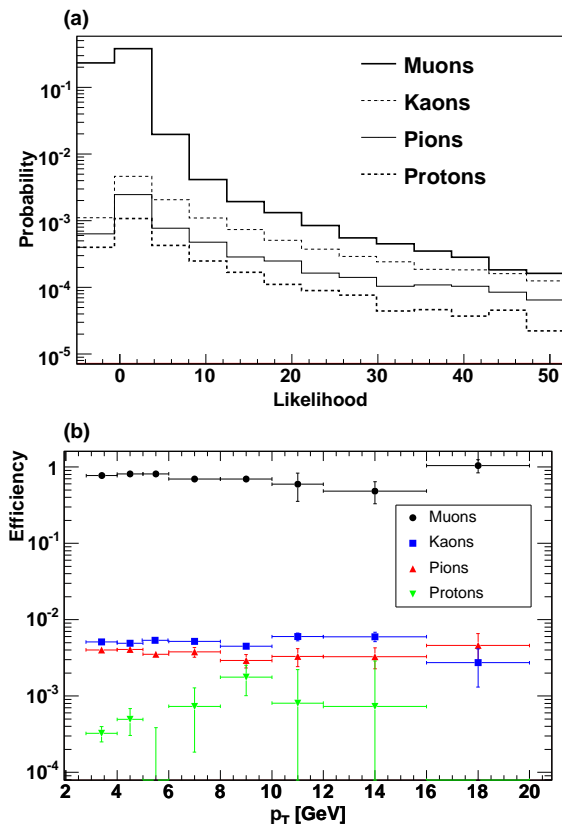 (a)
Probability
10^-1
10^-2
10^-3
10^-4
10^-5
Muons
Kaons
Pions
Protons
0 10 20 30 40 50
Likelihood
(b)
Efficiency
1
10^-1
10^-2
10^-3
10^-4
Muons
Kaons
Pions
Protons
2 4 6 8 10 12 14 16 18 20
p_T [GeV]